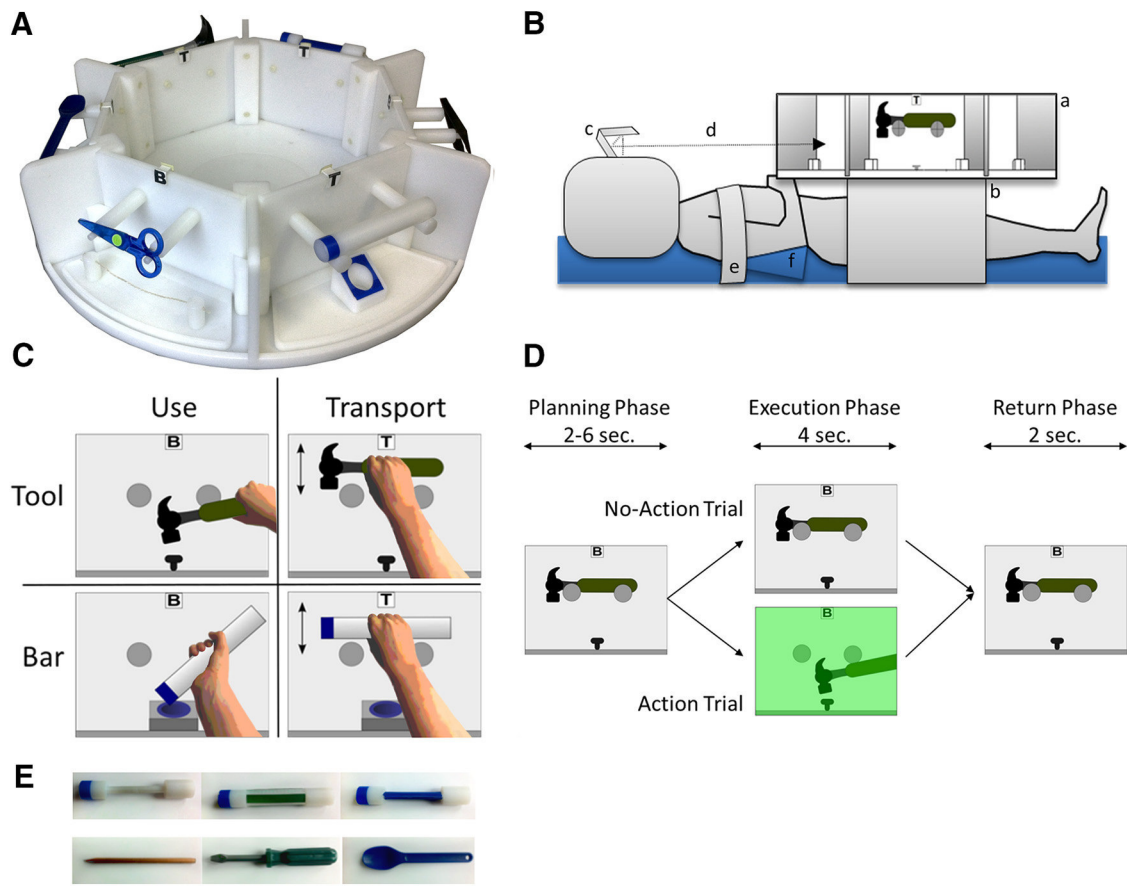 A
T
T
B
T
B
T
a
b
c
d
e
f
C
Use
Transport
Tool
B
T
Bar
B
T
D
Planning Phase
2-6 sec.
Execution Phase
4 sec.
Return Phase
2 sec.
No-Action Trial
B
B
B
Action Trial
B
E